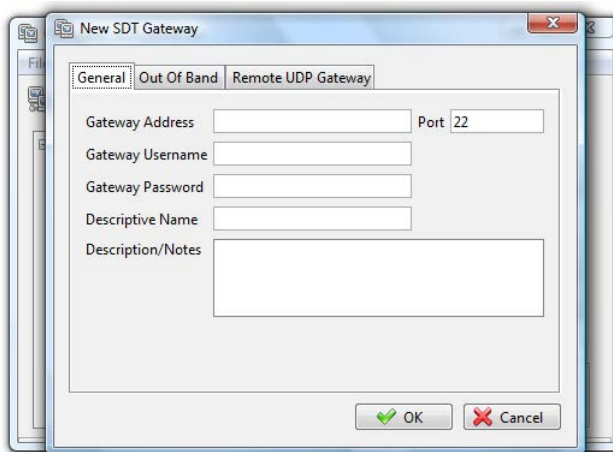 New SDT Gateway
File
General Out Of Band Remote UDP Gateway
Gateway Address Port 22
Gateway Username
Gateway Password
Descriptive Name
Description/Notes
OK Cancel